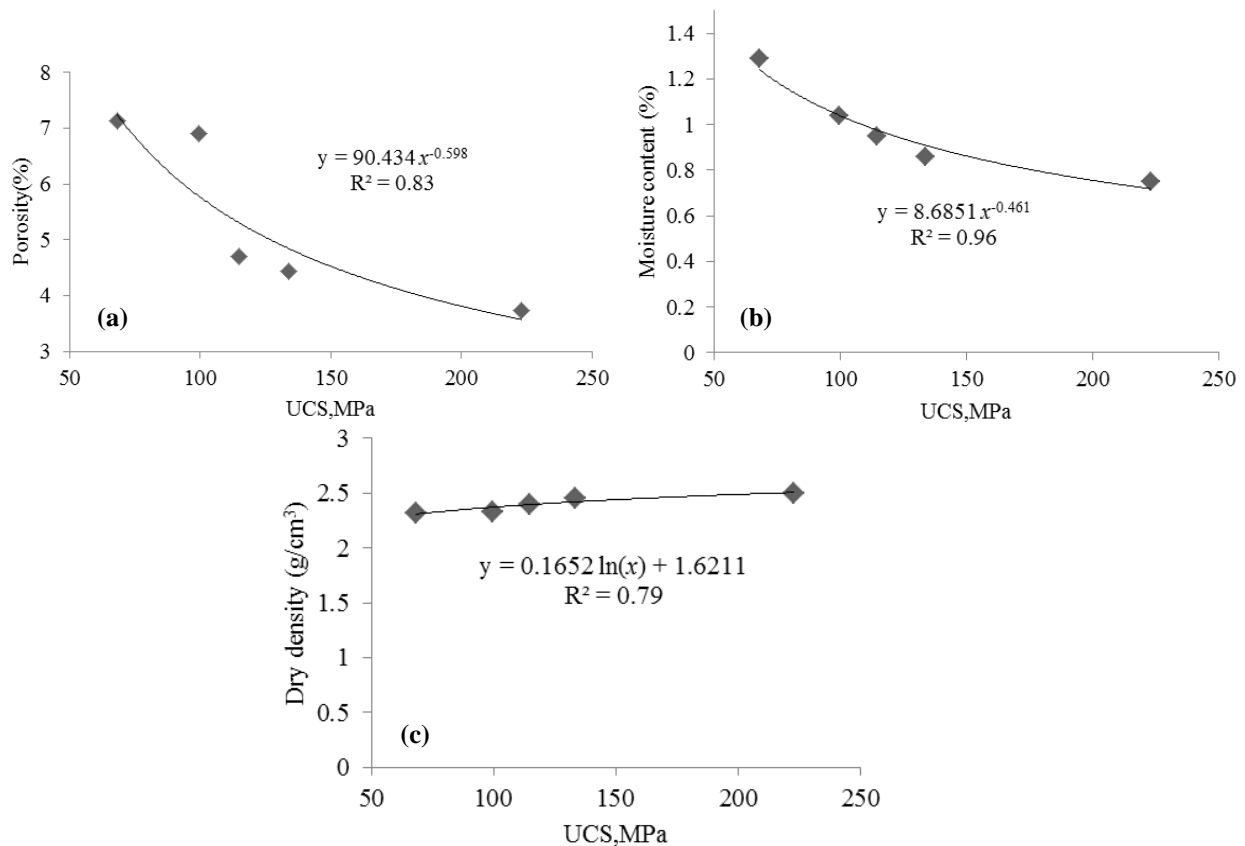 8
7
6
5
4
3
Porosity(%)
y = 90.434x^-0.598
R² = 0.83
(a)
50 100 150 200 250
UCS,MPa
1.4
1.2
1
0.8
0.6
0.4
0.2
0
Moisture content (%)
y = 8.6851x^-0.461
R² = 0.96
(b)
50 100 150 200 250
UCS,MPa
3
2.5
2
1.5
1
0.5
0
Dry density (g/cm³)
y = 0.1652 ln(x) + 1.6211
R² = 0.79
(c)
50 100 150 200 250
UCS,MPa